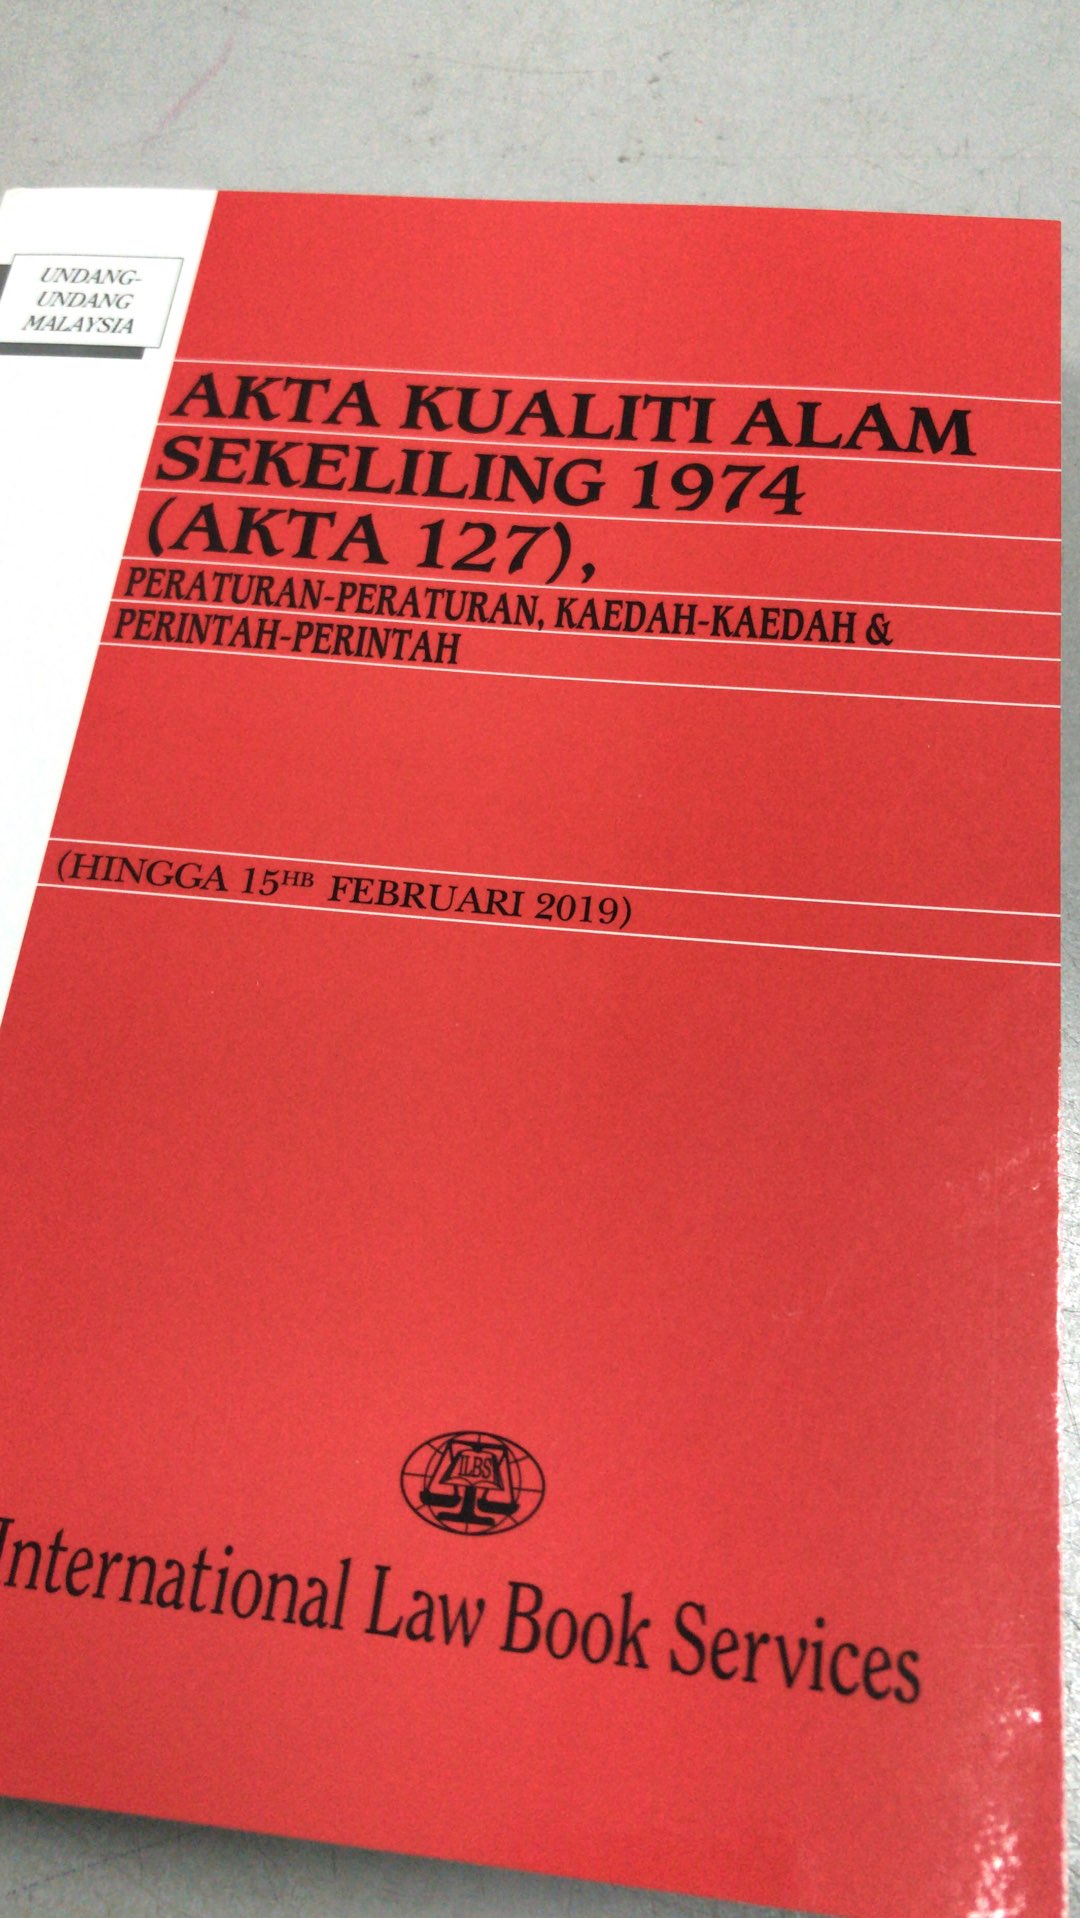 UNDANG-
UNDANG
MALAYSIA
AKTA KUALITI ALAM
SEKELILING 1974
(AKTA 127),
PERATURAN-PERATURAN, KAEDAH-KAEDAH &
PERINTAH-PERINTAH
(HINGGA 15HB FEBRUARI 2019)
ILBS
International Law Book Services